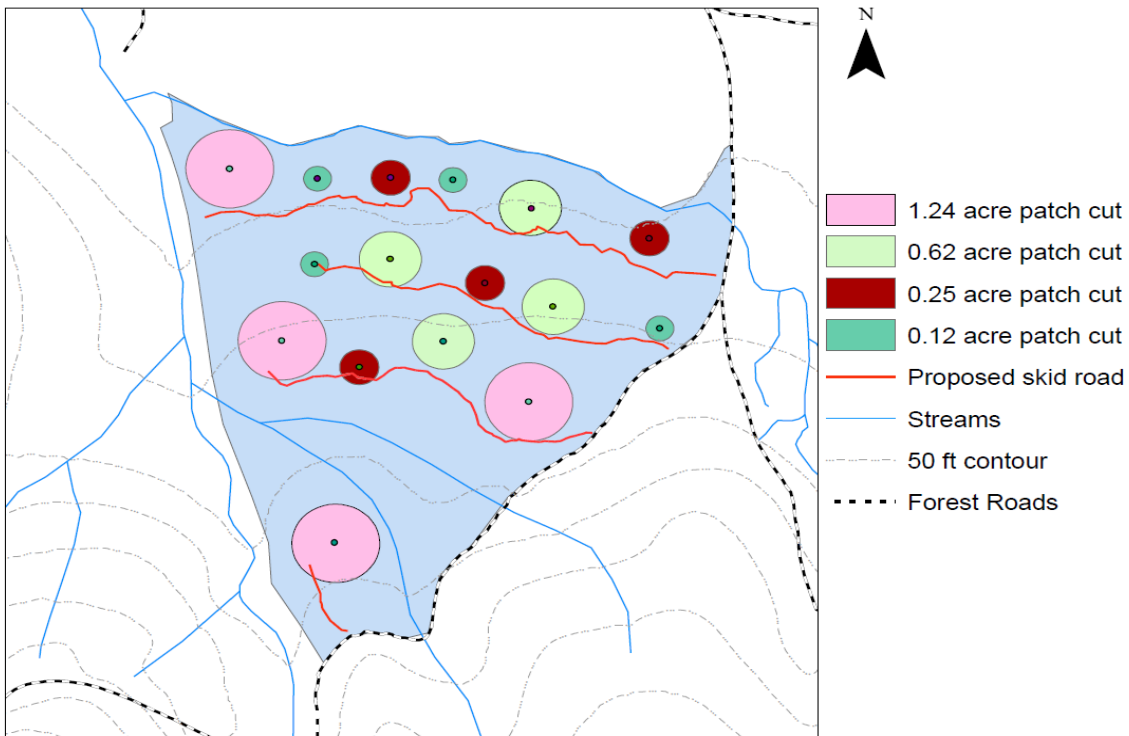 N
1.24 acre patch cut
0.62 acre patch cut
0.25 acre patch cut
0.12 acre patch cut
Proposed skid road
Streams
50 ft contour
Forest Roads